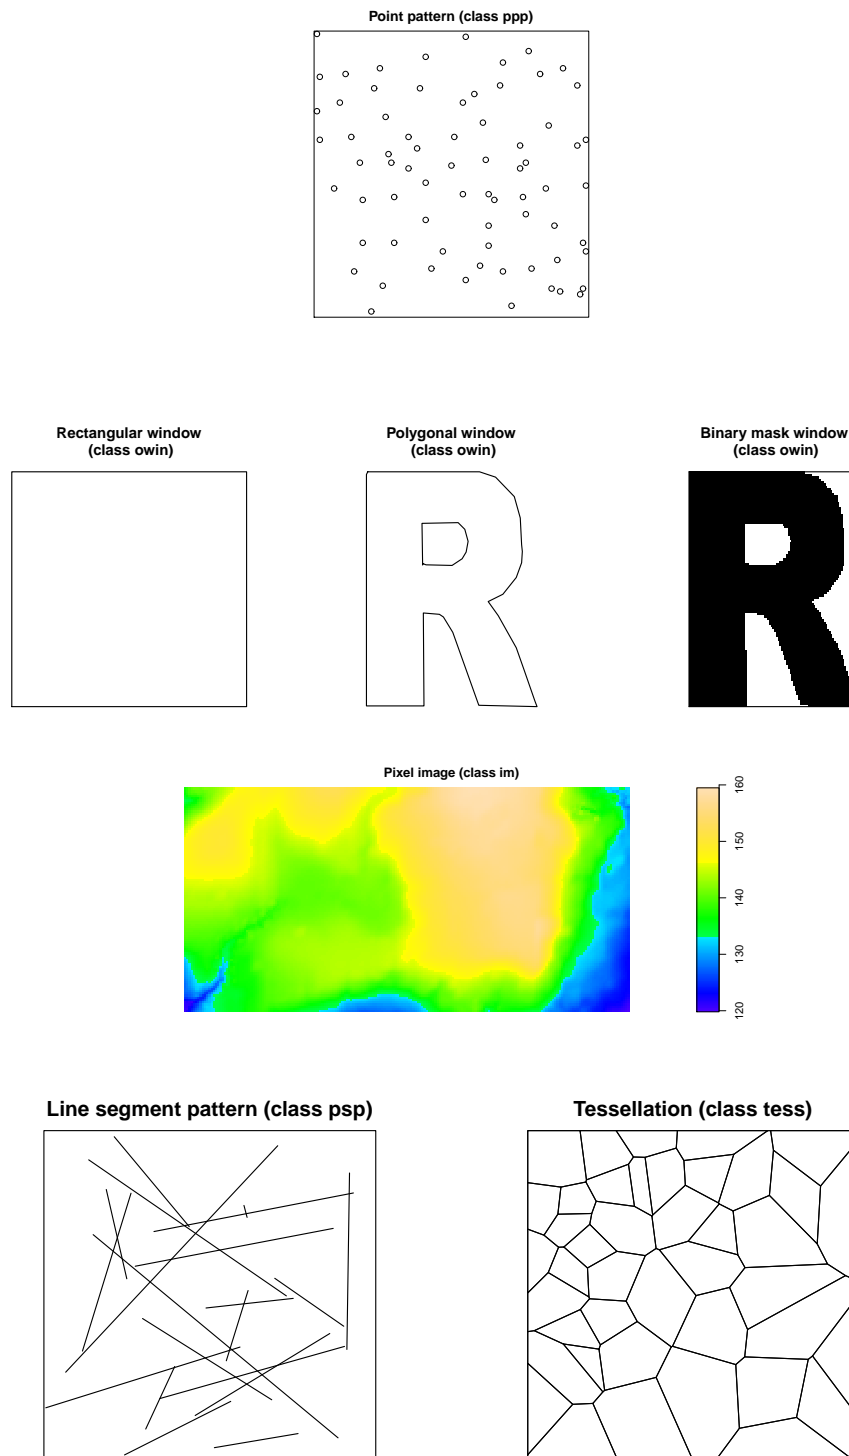 Point pattern (class ppp)
Rectangular window
(class owin)
Polygonal window
(class owin)
Binary mask window
(class owin)
R
R
Pixel image (class im)
160
150
140
130
120
Line segment pattern (class psp)
Tessellation (class tess)